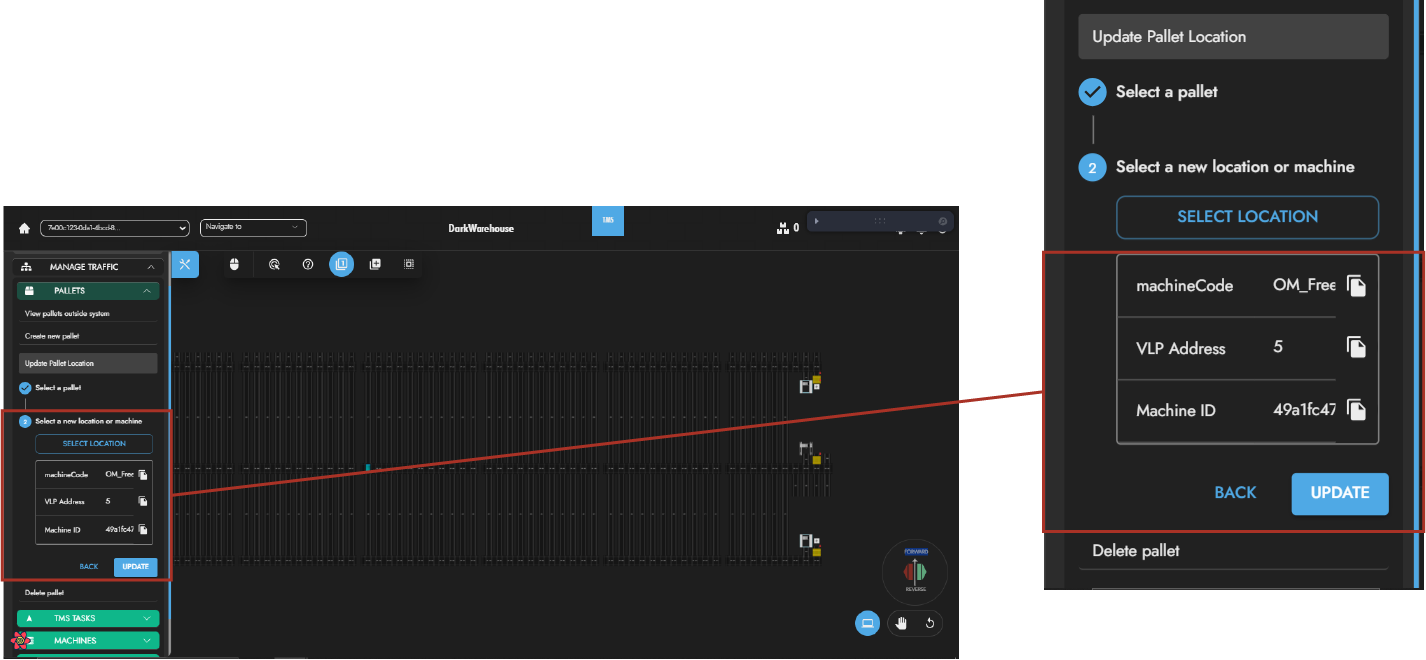 Navigate to
DarkWarehouse
TMS
0
MANAGE TRAFFIC
PALLETS
View pallets outside system
Create new pallet
Update Pallet Location
Select a pallet
2 Select a new location or machine
SELECT LOCATION
machineCode OM_Free
VLP Address 5
Machine ID 49a1fc47
BACK UPDATE
Delete pallet
TMS TASKS
MACHINES
FORWARD
REVERSE
Update Pallet Location
Select a pallet
2 Select a new location or machine
SELECT LOCATION
machineCode OM_Free
VLP Address 5
Machine ID 49a1fc47
BACK UPDATE
Delete pallet